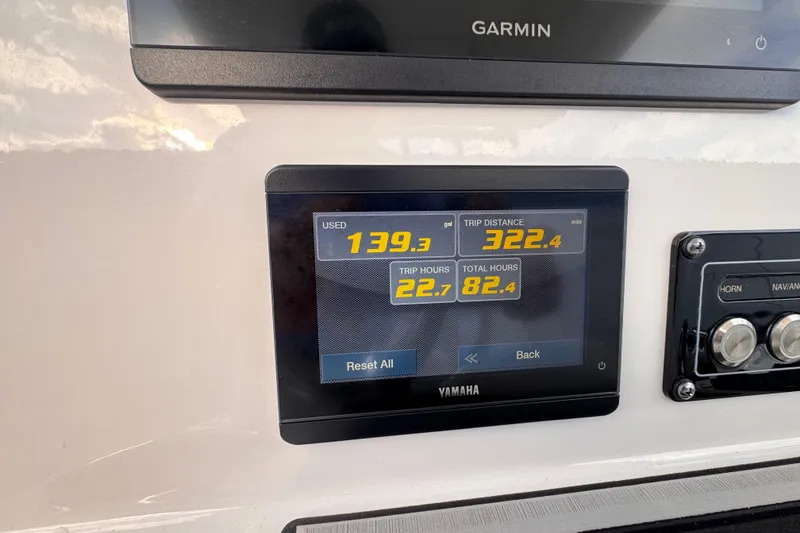 GARMIN
USED gal TRIP DISTANCE mile
139.3 322.4
TRIP HOURS TOTAL HOURS
22.7 82.4
Reset All Back
YAMAHA
HORN NAV/AN